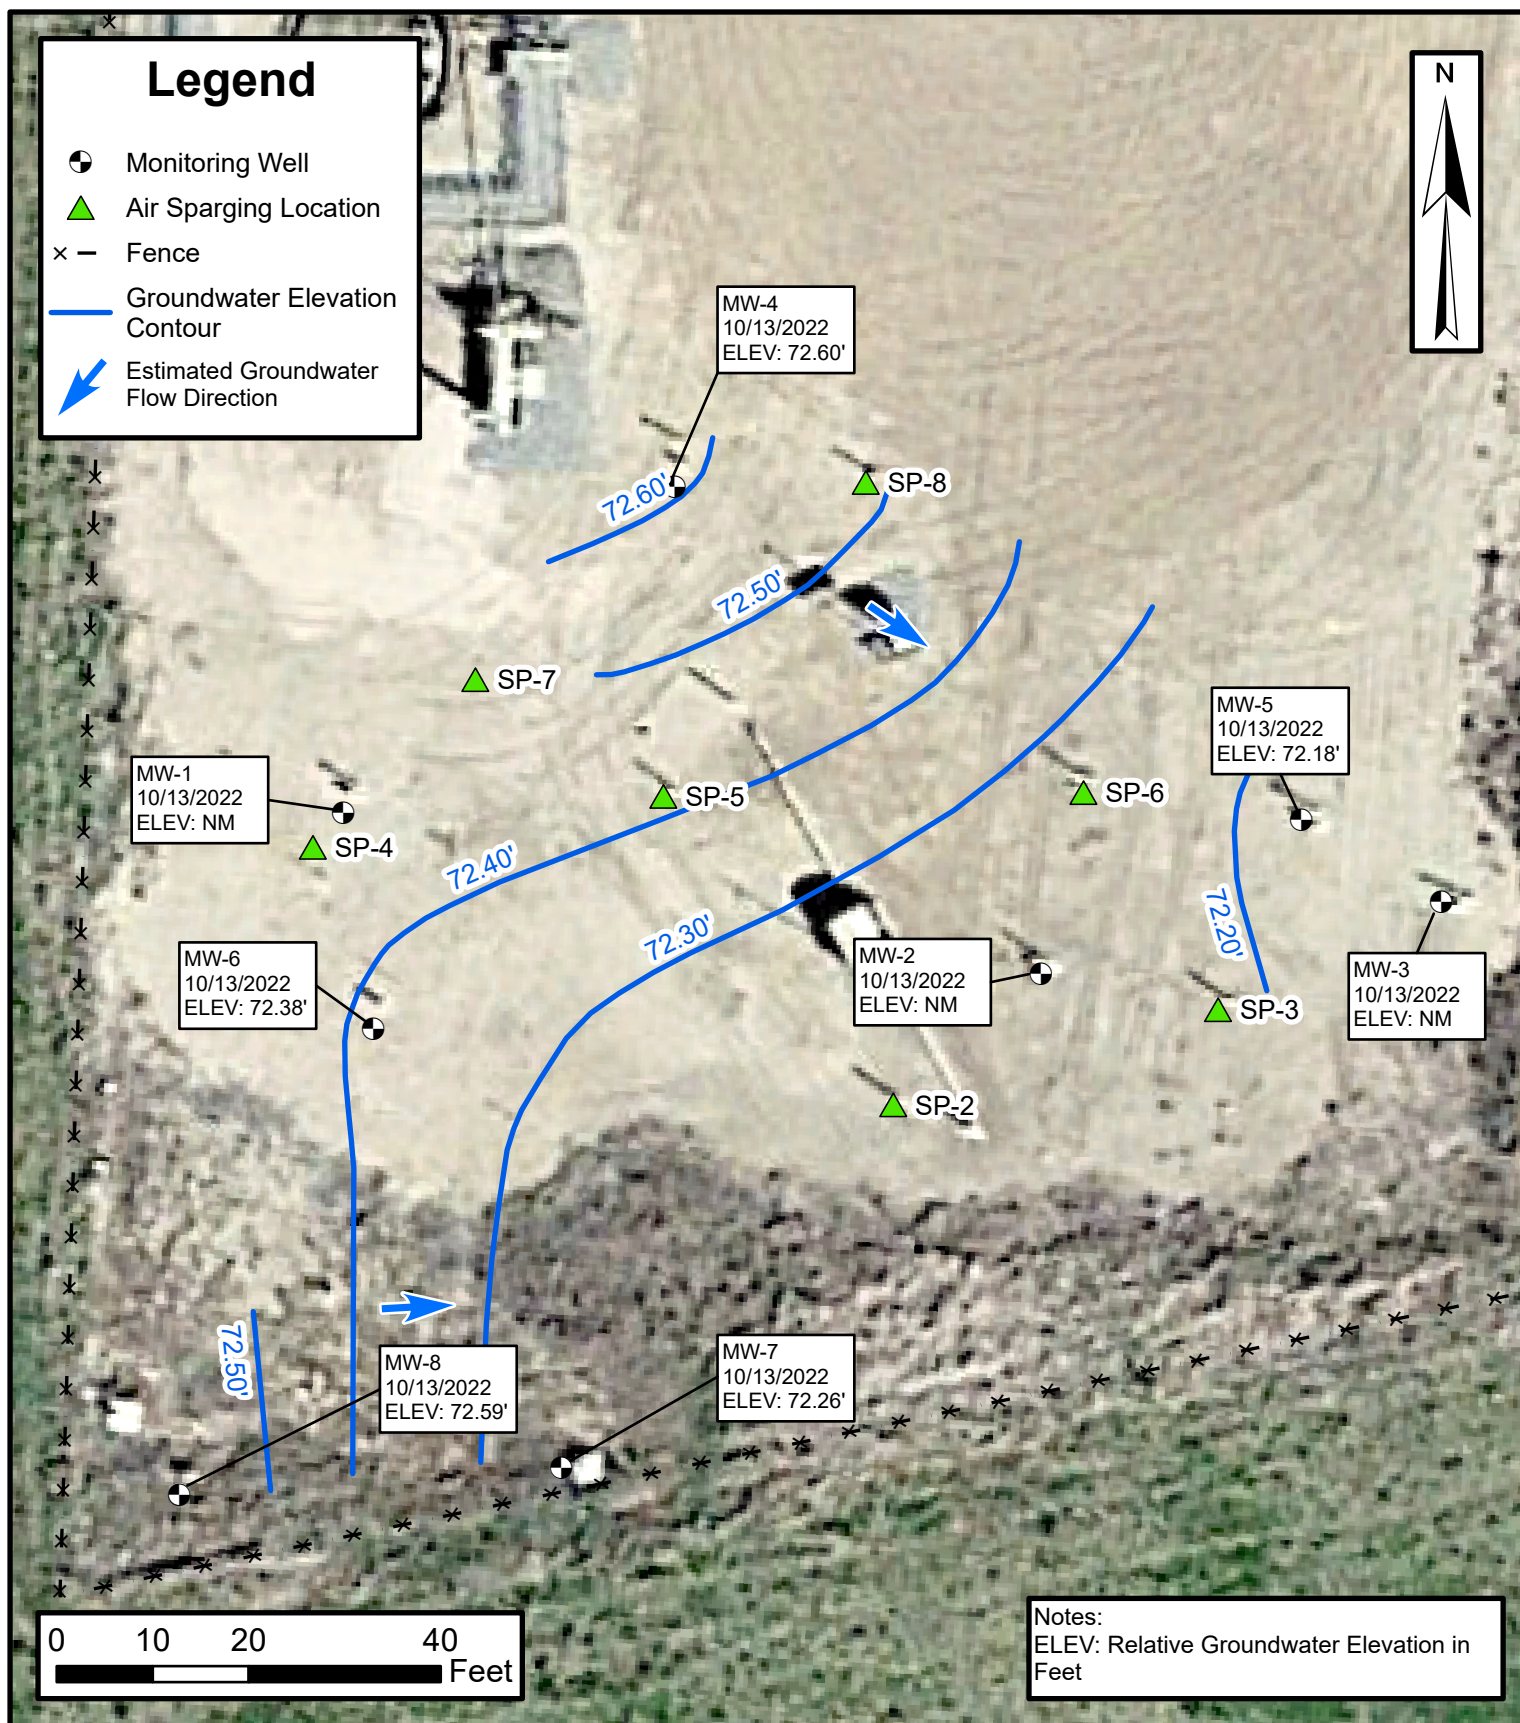 Legend
Monitoring Well
Air Sparging Location
Fence
Groundwater Elevation
Contour
Estimated Groundwater
Flow Direction
N
MW-4
10/13/2022
ELEV: 72.60'
72.60'
SP-8
72.50'
SP-7
MW-5
10/13/2022
ELEV: 72.18'
MW-1
10/13/2022
ELEV: NM
SP-5
SP-6
SP-4
72.40'
72.30'
72.20'
MW-6
10/13/2022
ELEV: 72.38'
MW-2
10/13/2022
ELEV: NM
MW-3
10/13/2022
ELEV: NM
SP-3
SP-2
72.50'
MW-8
10/13/2022
ELEV: 72.59'
MW-7
10/13/2022
ELEV: 72.26'
0 10 20 40
Feet
Notes:
ELEV: Relative Groundwater Elevation in
Feet